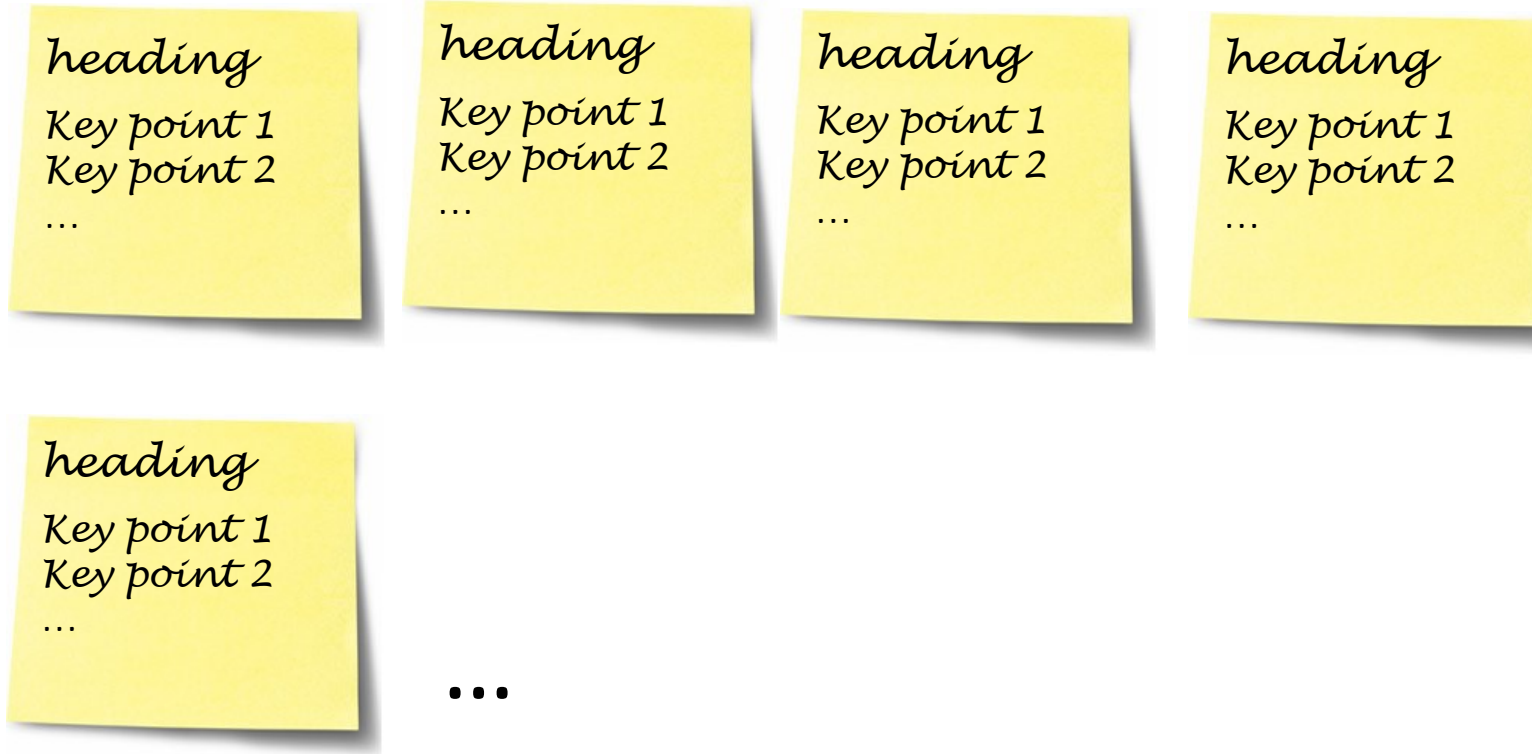 heading
Key point 1
Key point 2
...
heading
Key point 1
Key point 2
...
heading
Key point 1
Key point 2
...
heading
Key point 1
Key point 2
...
heading
Key point 1
Key point 2
...
...